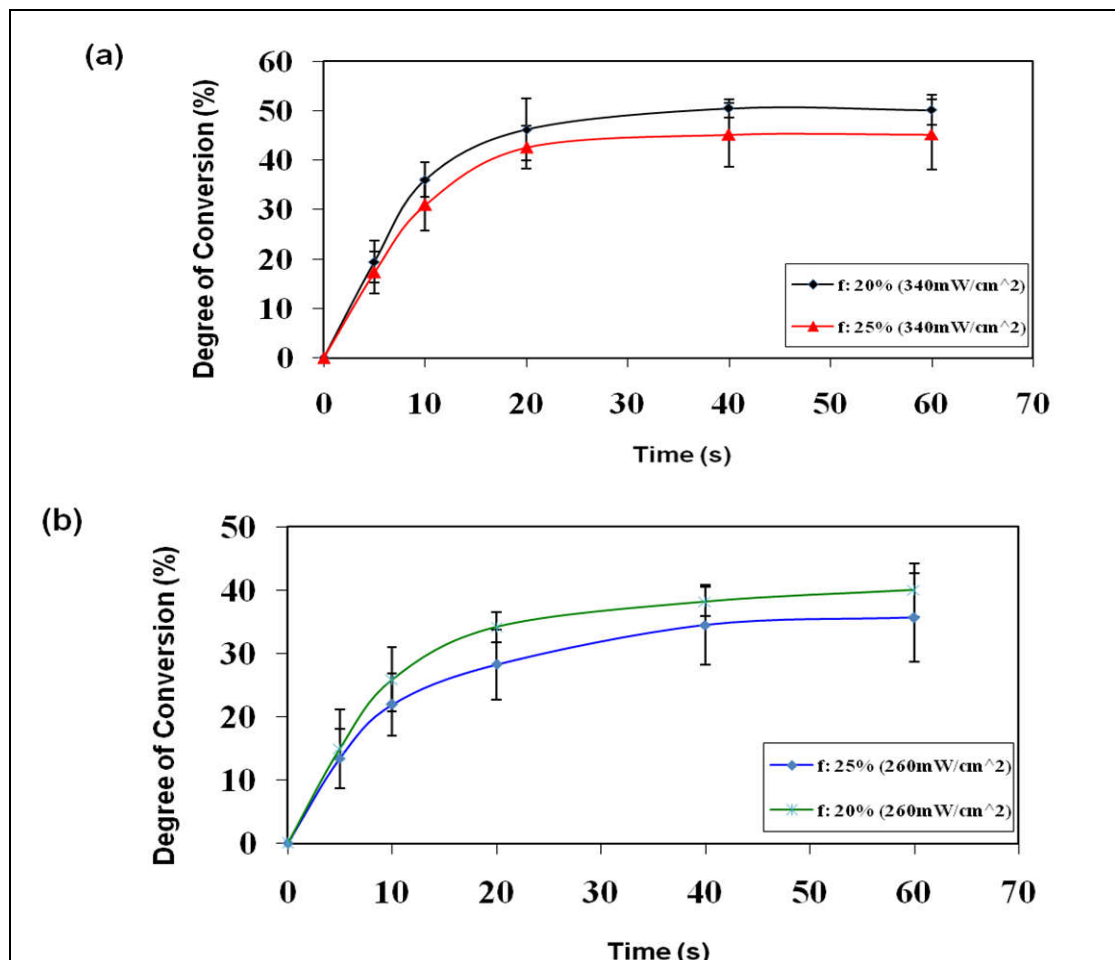 (a)
Degree of Conversion (%)
60
50
40
30
20
10
0
f: 20% (340mW/cm^2)
f: 25% (340mW/cm^2)
0 10 20 30 40 50 60 70
Time (s)
(b)
Degree of Conversion (%)
50
40
30
20
10
0
f: 25% (260mW/cm^2)
f: 20% (260mW/cm^2)
0 10 20 30 40 50 60 70
Time (s)